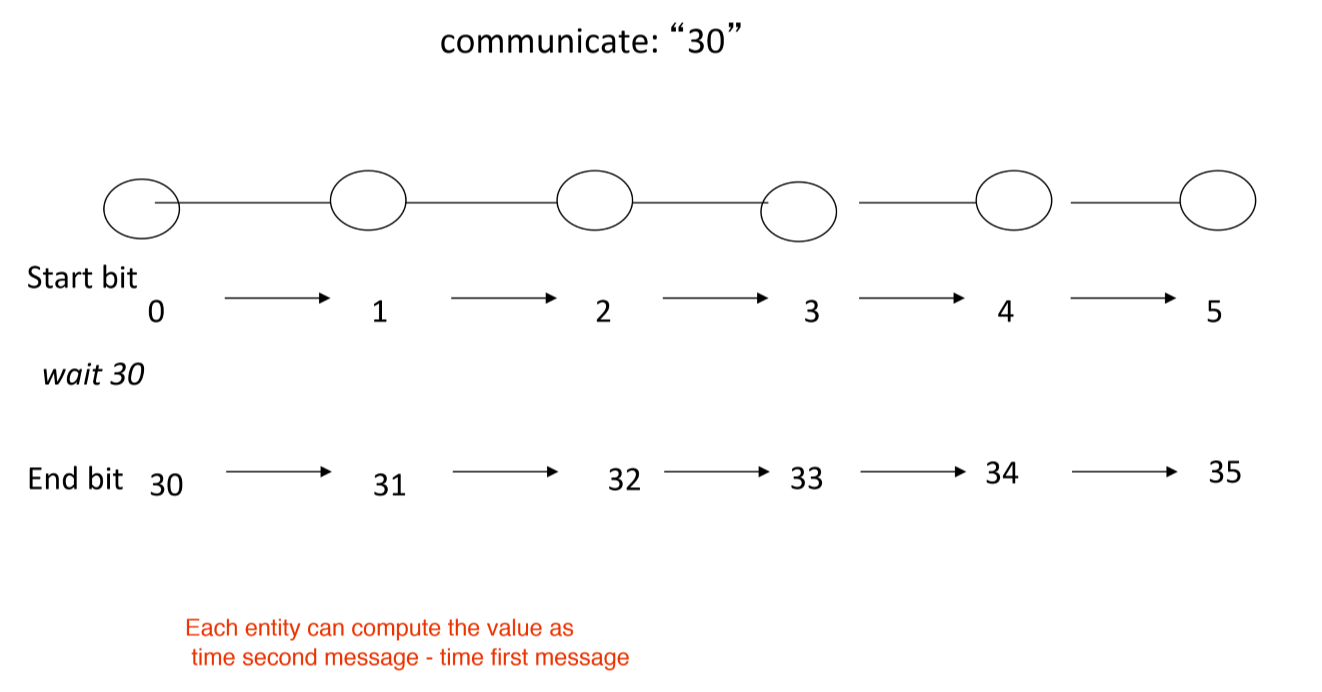 communicate: “30”
Start bit
0 1 2 3 4 5
wait 30
End bit 30 31 32 33 34 35
Each entity can compute the value as
time second message - time first message